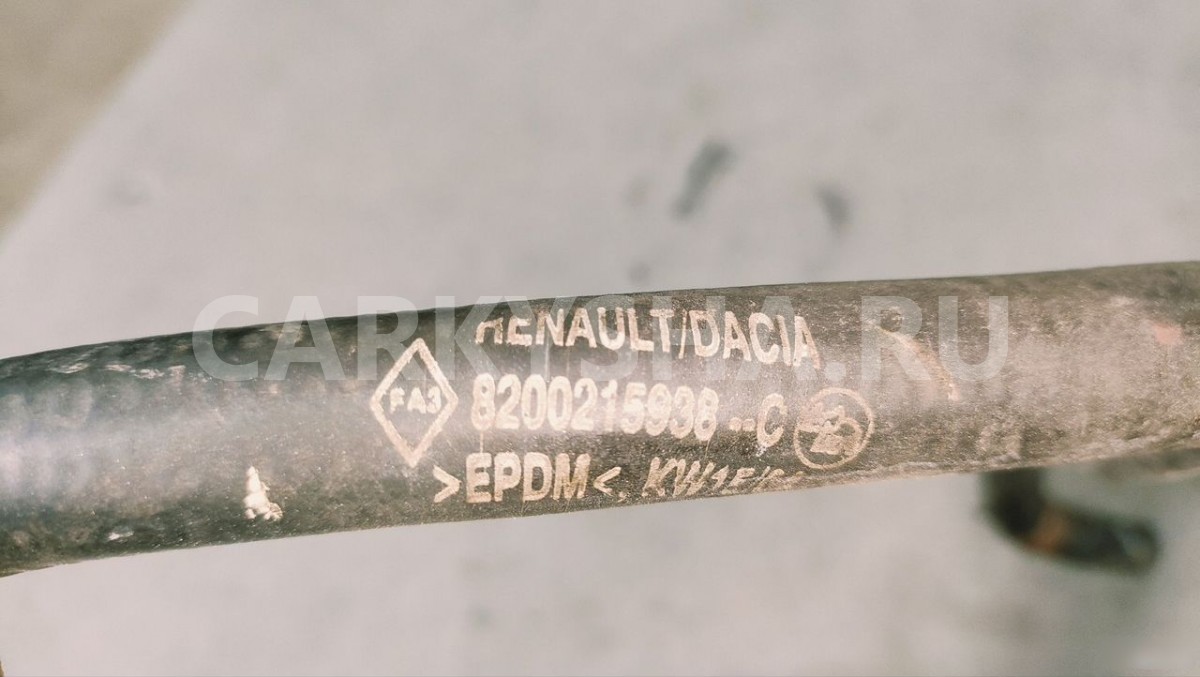 CARKYSHA.RU
RENAULT/DACIA
FA3
8200215938 --C
>EPDM<.